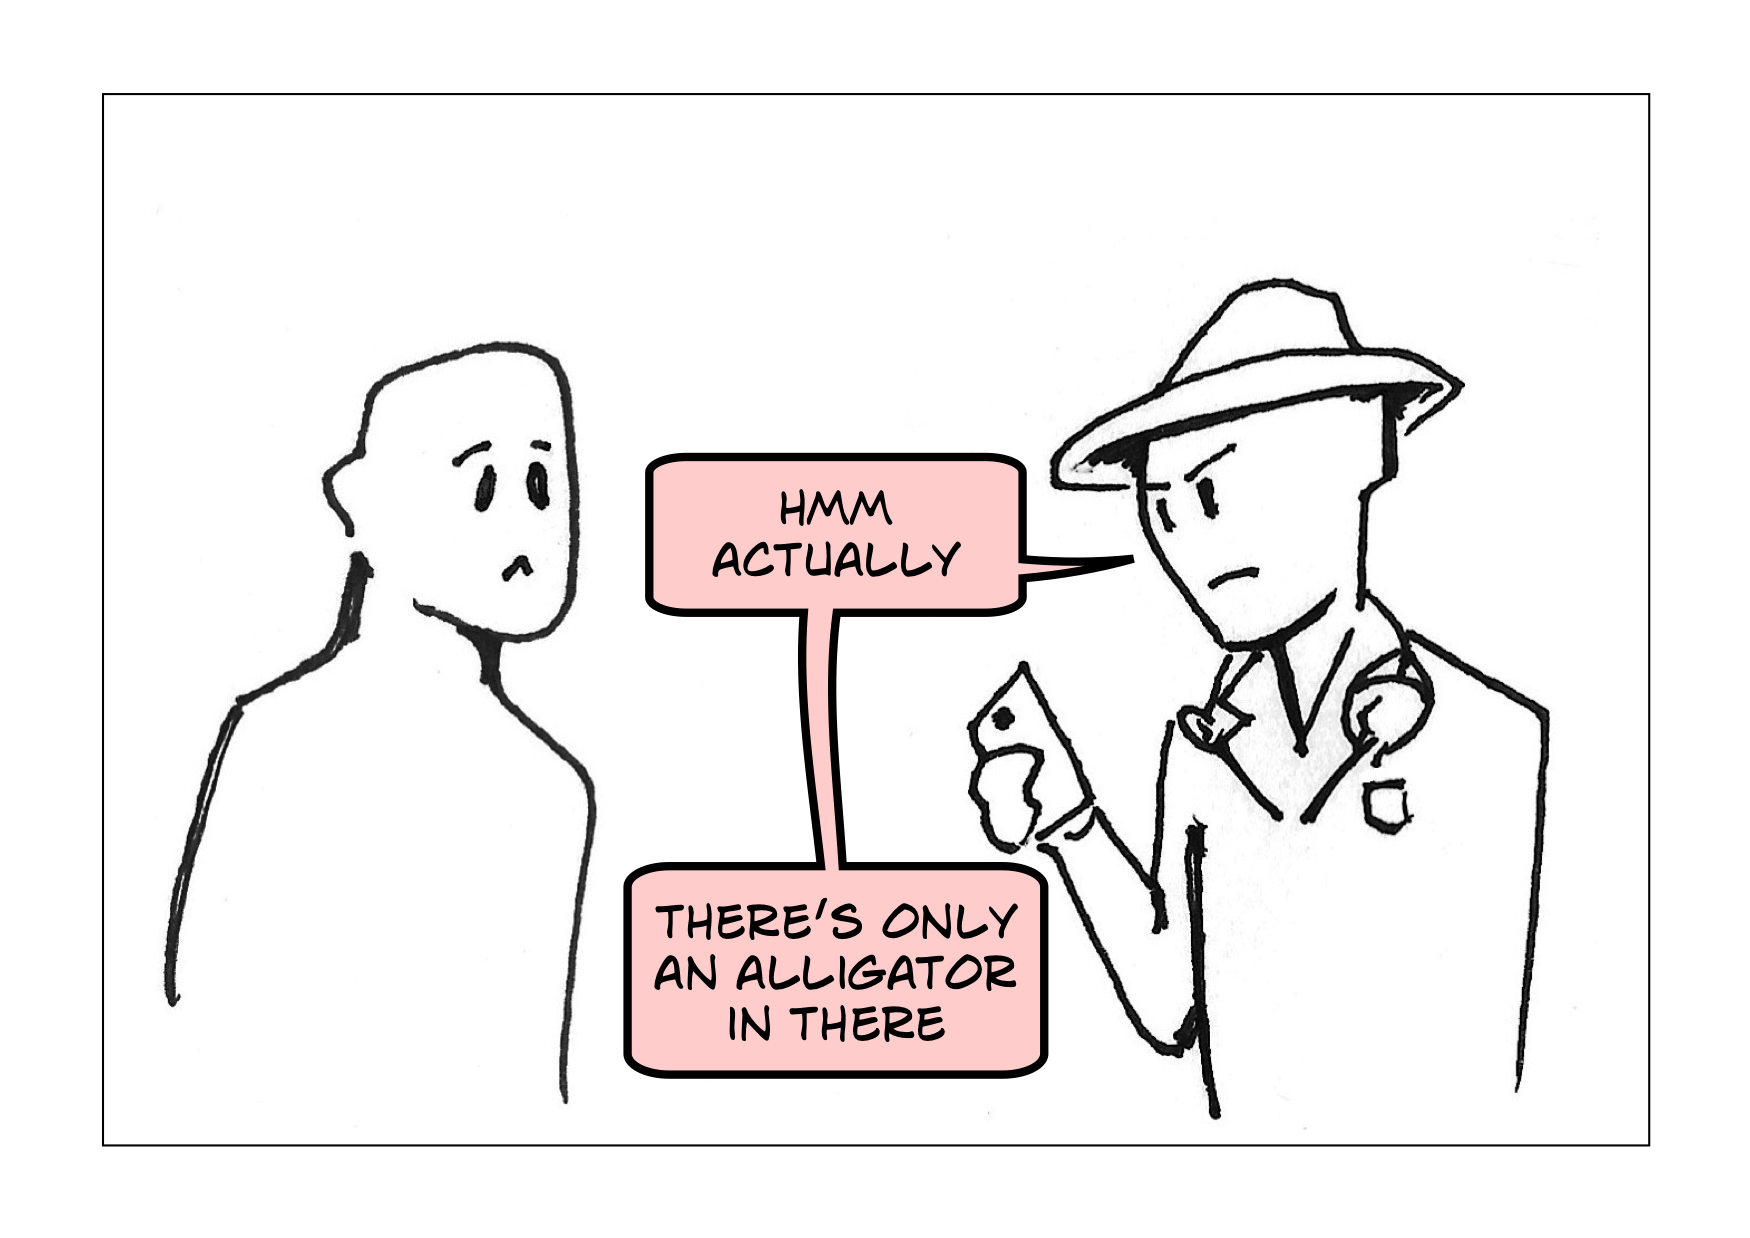 HMM
ACTUALLY
THERE'S ONLY
AN ALLIGATOR
IN THERE